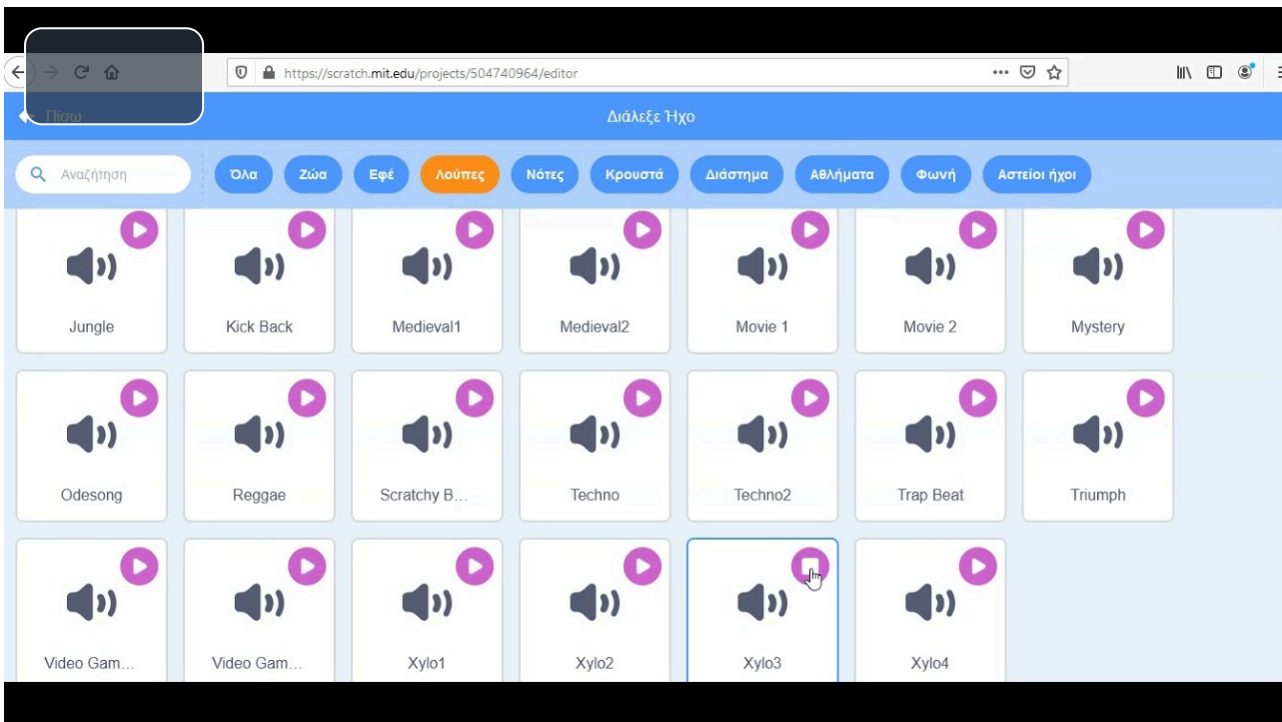 https://scratch.mit.edu/projects/504740964/editor
Πίσω
Διάλεξε Ήχο
Αναζήτηση
Όλα Ζώα Εφέ Λούπες Νότες Κρουστά Διάστημα Αθλήματα Φωνή Αστείοι ήχοι
Jungle Kick Back Medieval1 Medieval2 Movie 1 Movie 2 Mystery
Odesong Reggae Scratchy B... Techno Techno2 Trap Beat Triumph
Video Gam... Video Gam... Xylo1 Xylo2 Xylo3 Xylo4